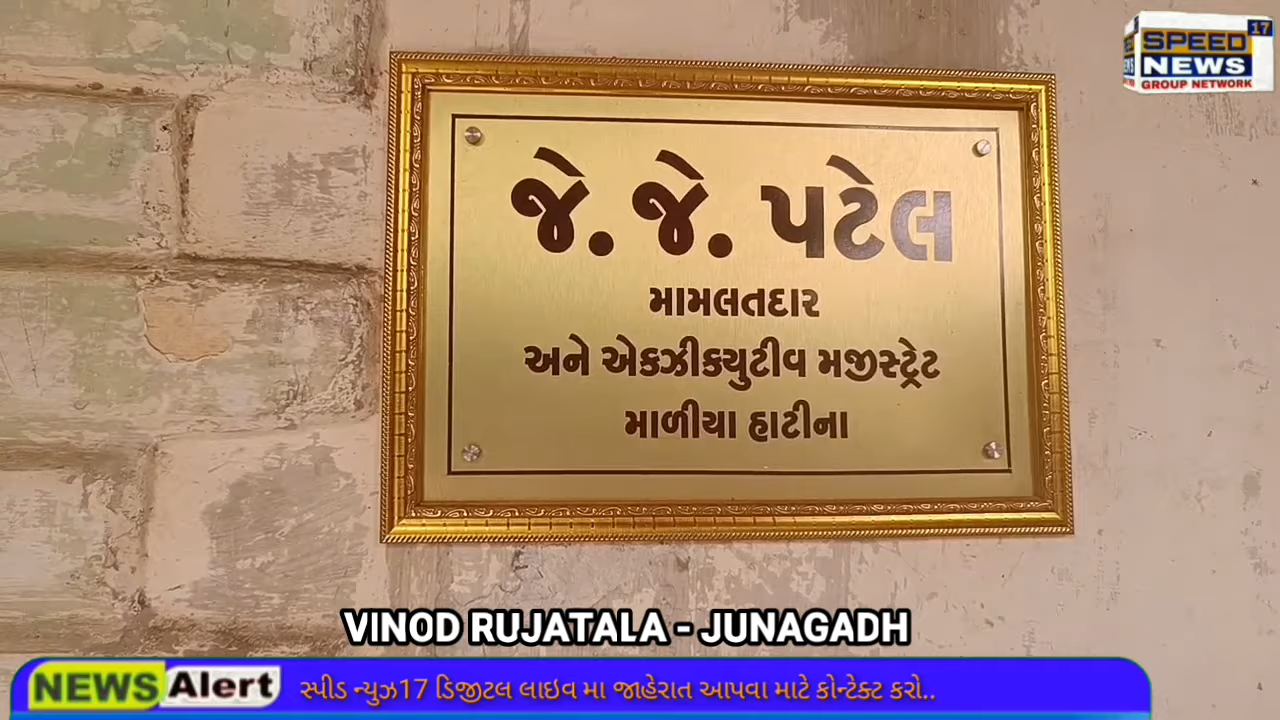 SPEED 17
NEWS
GROUP NETWORK
જે. જે. પટેલ
મામલતદાર
અને એકઝીક્યુટીવ મજીસ્ટ્રેટ
માળીયા હાટીના
VINOD RUJATALA - JUNAGADH
NEWS Alert સ્પીડ ન્યુઝ17 ડિજીટલ લાઇવ મા જાહેરાત આપવા માટે કોન્ટેક્ટ કરો..